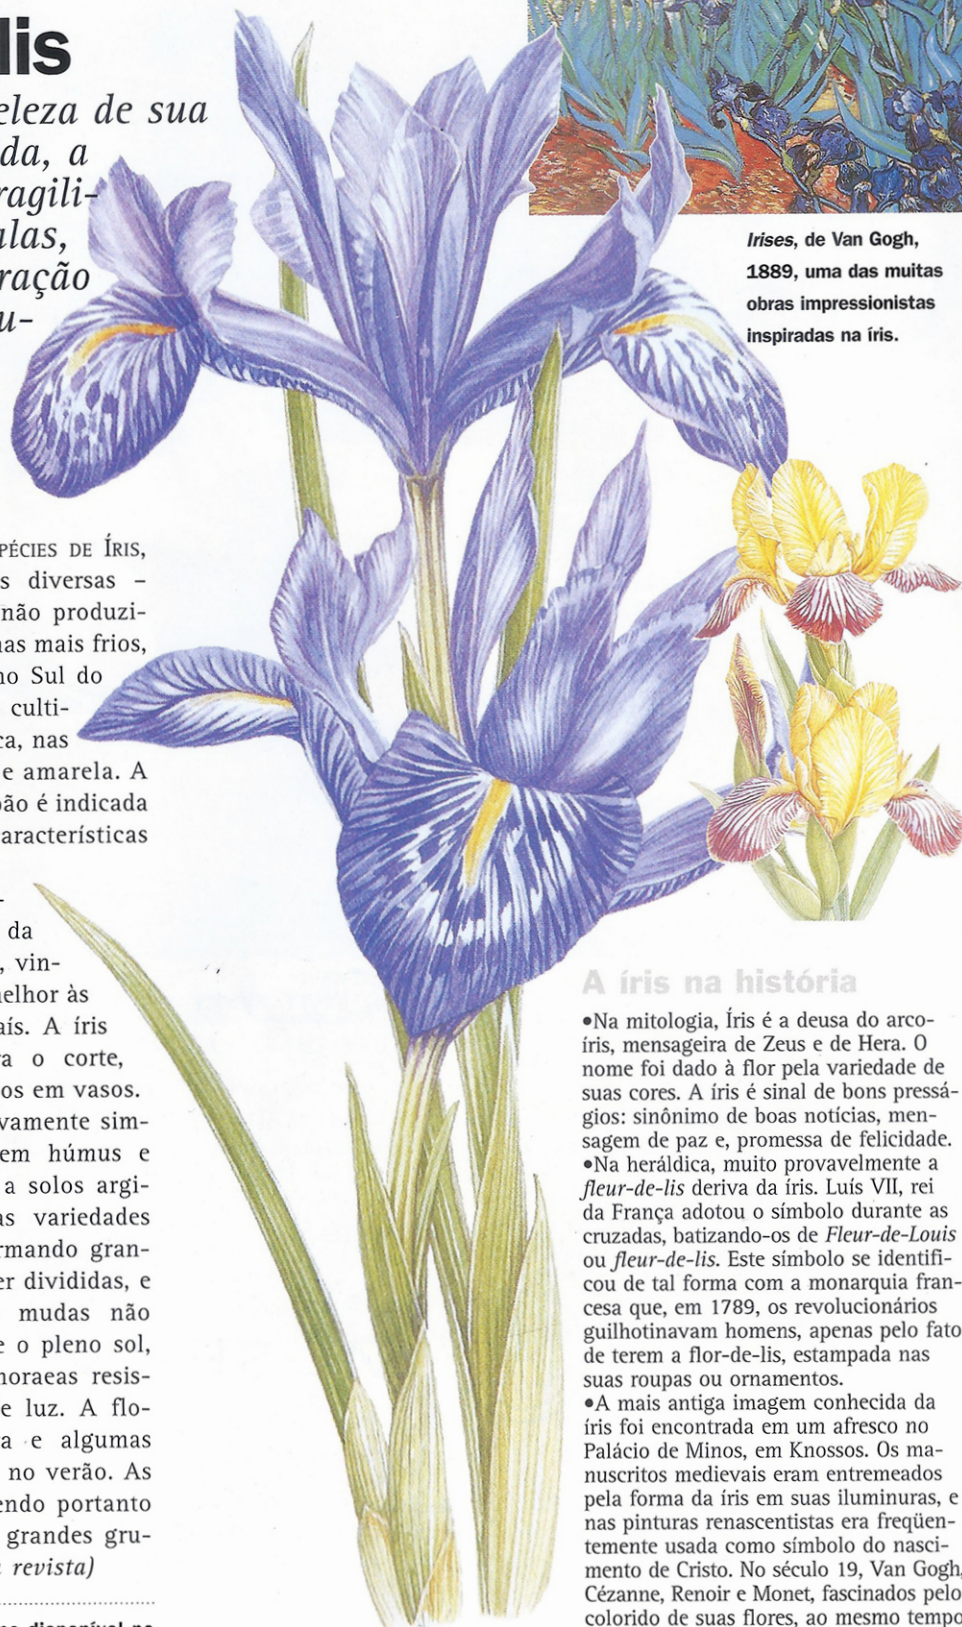 lis
eleza de sua
da, a
ragili-
alas,
ração
u-
PÉCIES DE ÍRIS,
s diversas –
não produzi-
nas mais frios,
no Sul do
culti-
ca, nas
e amarela. A
pão é indicada
aracterísticas
-
da
, vin-
nelhor às
aís. A íris
ra o corte,
os em vasos.
vamente sim-
em húmus e
a solos argi-
as variedades
rmando gran-
er divididas, e
mudas não
e o pleno sol,
noraeas resis-
e luz. A flo-
ra e algumas
no verão. As
endo portanto
grandes gru-
revista)
disponível no
Irises, de Van Gogh,
1889, uma das muitas
obras impressionistas
inspiradas na íris.
A íris na história
•Na mitologia, Íris é a deusa do arco-
íris, mensageira de Zeus e de Hera. O
nome foi dado à flor pela variedade de
suas cores. A íris é sinal de bons pressá-
gios: sinônimo de boas notícias, men-
sagem de paz e, promessa de felicidade.
•Na heráldica, muito provavelmente a
fleur-de-lis deriva da íris. Luís VII, rei
da França adotou o símbolo durante as
cruzadas, batizando-os de Fleur-de-Louis
ou fleur-de-lis. Este símbolo se identifi-
cou de tal forma com a monarquia fran-
cesa que, em 1789, os revolucionários
guilhotinavam homens, apenas pelo fato
de terem a flor-de-lis, estampada nas
suas roupas ou ornamentos.
•A mais antiga imagem conhecida da
íris foi encontrada em um afresco no
Palácio de Minos, em Knossos. Os ma-
nuscritos medievais eram entremeados
pela forma da íris em suas iluminuras, e
nas pinturas renascentistas era freqüen-
temente usada como símbolo do nasci-
mento de Cristo. No século 19, Van Gogh,
Cézanne, Renoir e Monet, fascinados pelo
colorido de suas flores, ao mesmo tempo